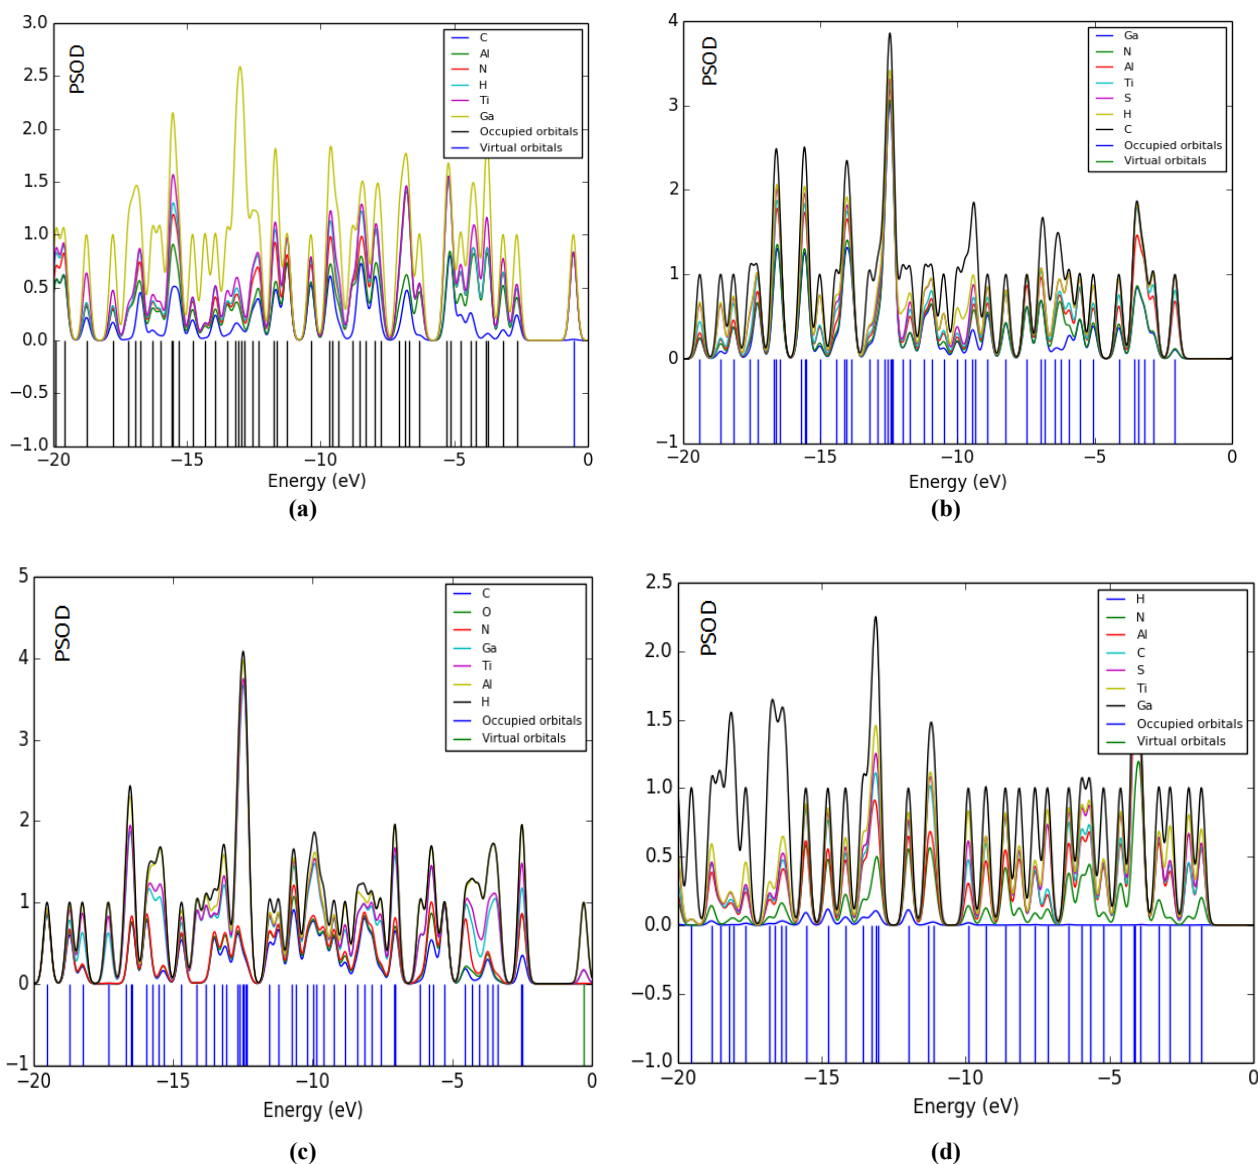 3.0
2.5
2.0
1.5
1.0
0.5
0.0
−0.5
−1.0
PSOD
C
Al
N
H
Ti
Ga
Occupied orbitals
Virtual orbitals
−20
−15
−10
−5
0
Energy (eV)
(a)
4
3
2
1
0
−1
PSOD
Ga
N
Al
Ti
S
H
C
Occupied orbitals
Virtual orbitals
−20
−15
−10
−5
0
Energy (eV)
(b)
5
4
3
2
1
0
−1
PSOD
C
O
N
Ga
Ti
Al
H
Occupied orbitals
Virtual orbitals
−20
−15
−10
−5
0
Energy (eV)
(c)
2.5
2.0
1.5
1.0
0.5
0.0
−0.5
−1.0
PSOD
H
N
Al
C
S
Ti
Ga
Occupied orbitals
Virtual orbitals
−20
−15
−10
−5
0
Energy (eV)
(d)